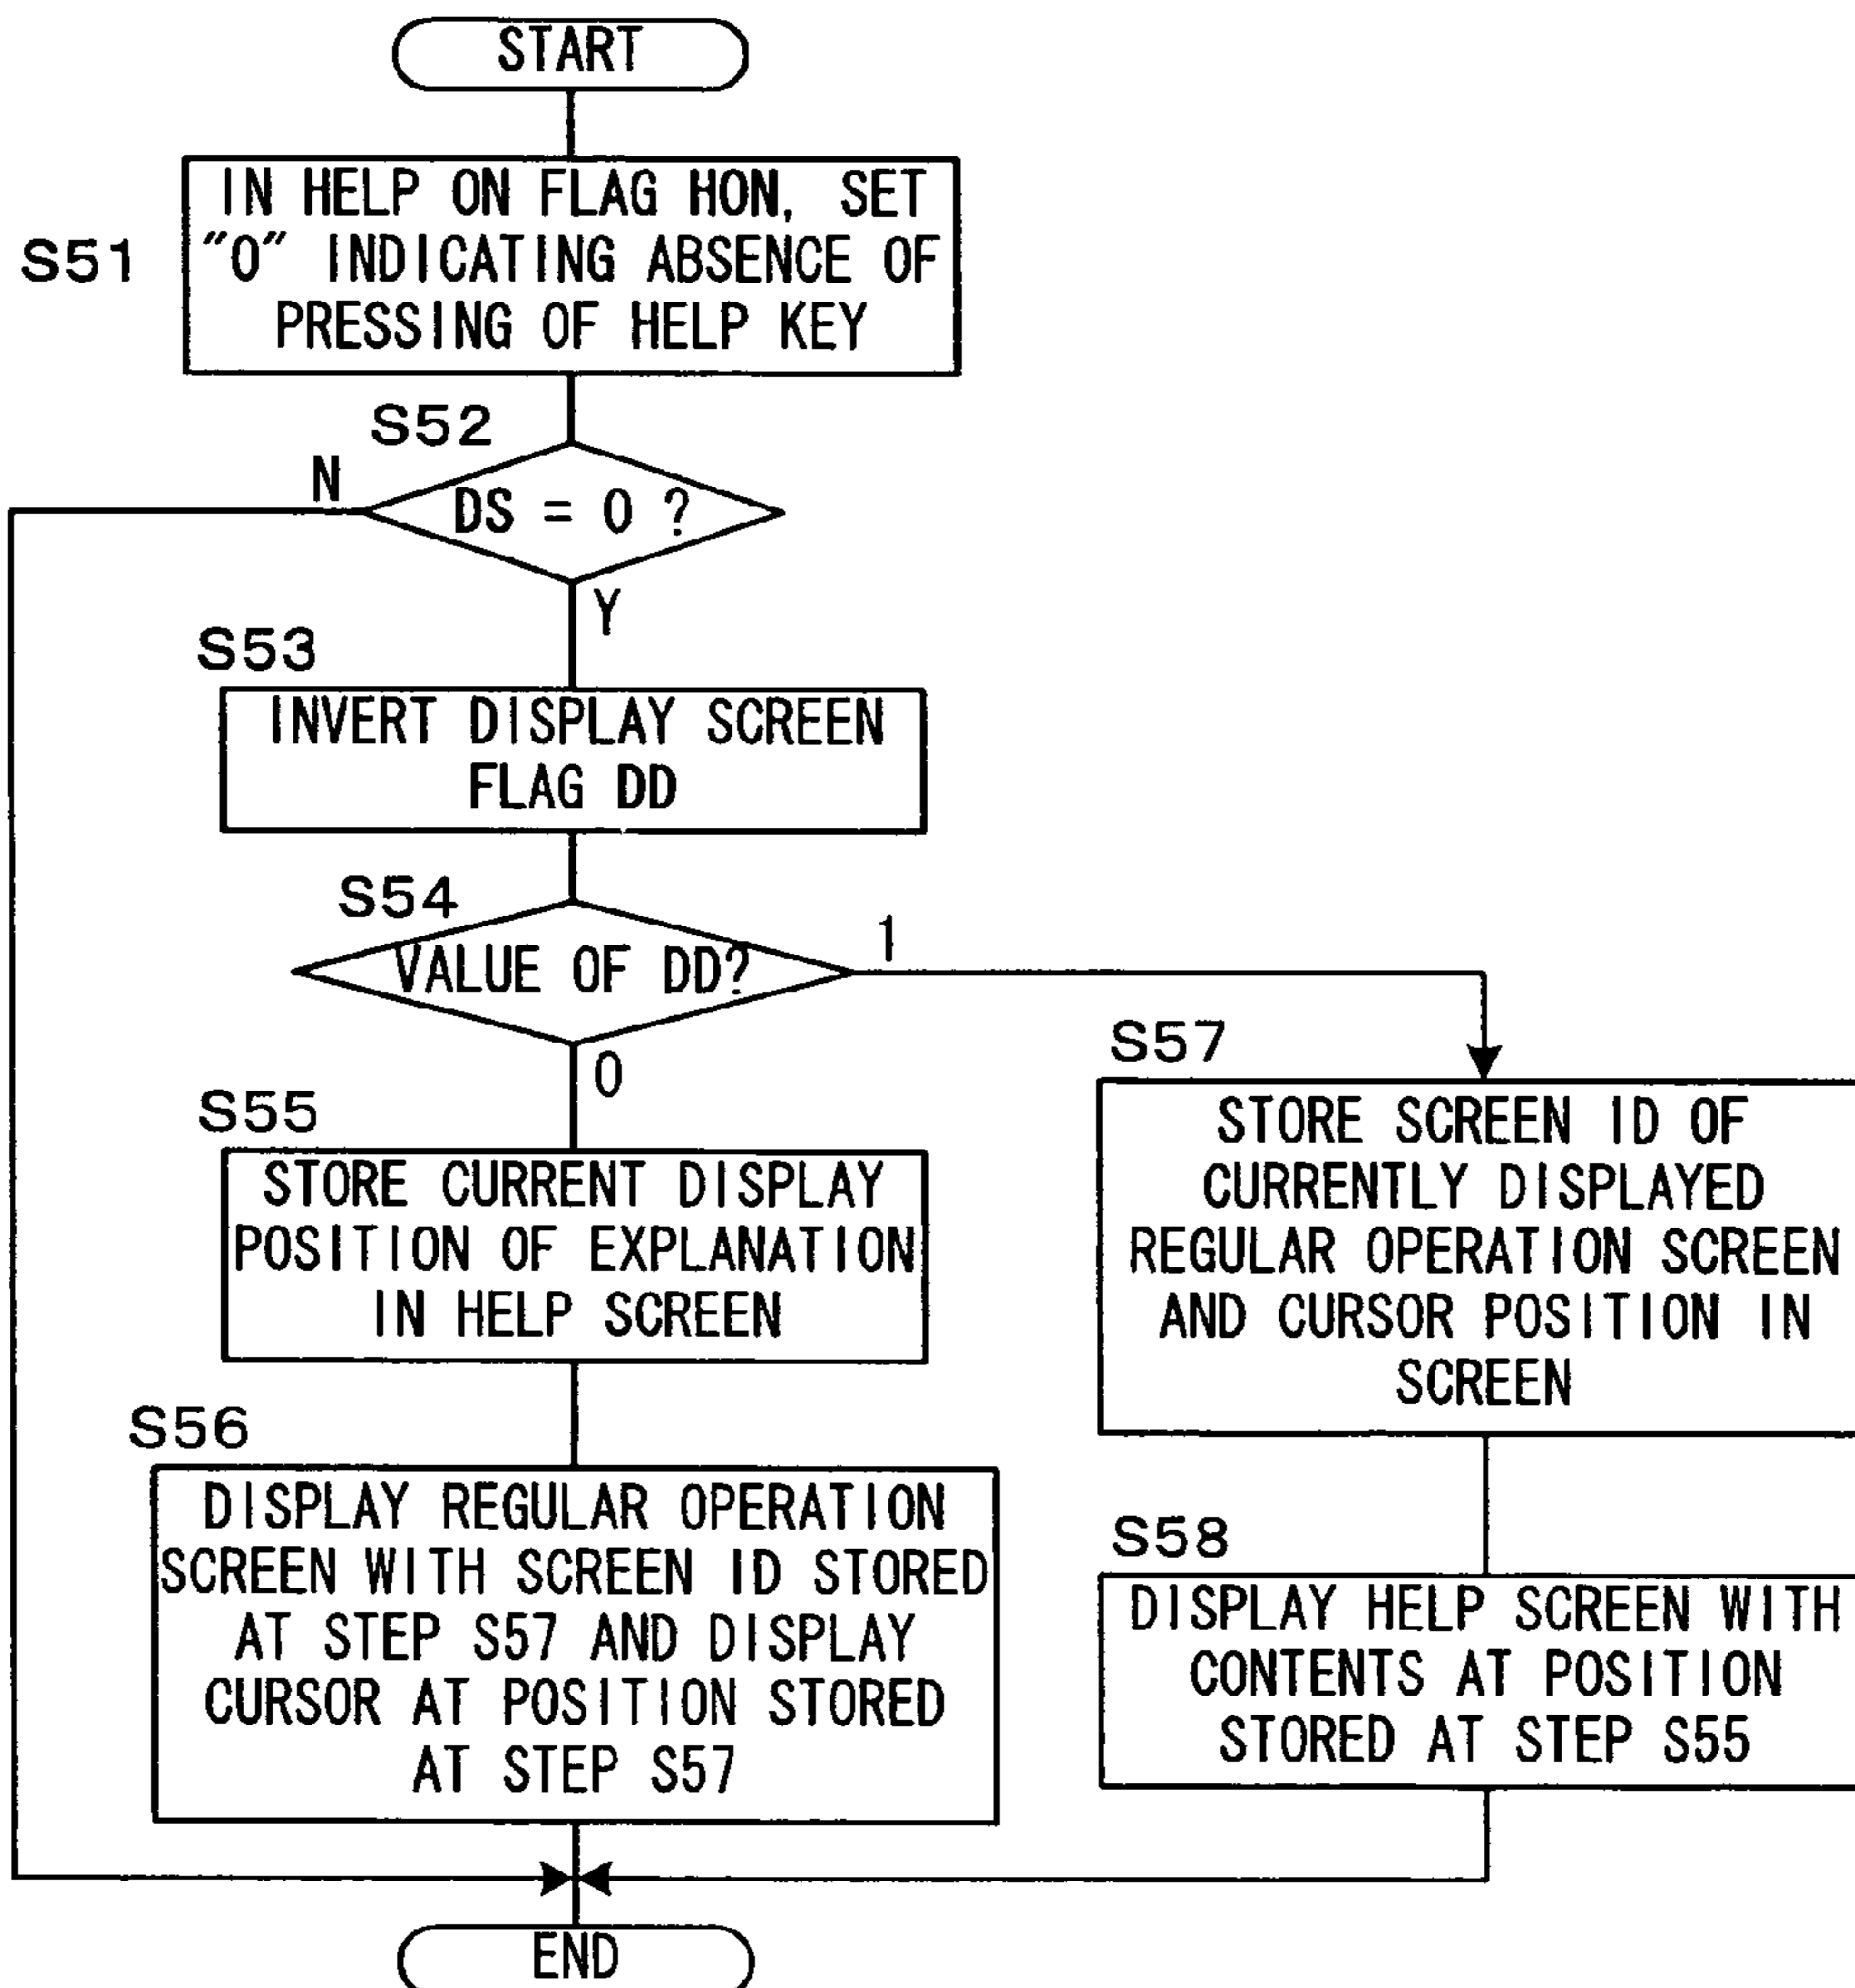 START
IN HELP ON FLAG HON, SET
S51
"0" INDICATING ABSENCE OF
PRESSING OF HELP KEY
S52
N
DS = 0 ?
Y
S53
INVERT DISPLAY SCREEN
FLAG DD
S54
VALUE OF DD?
1
0
S55
STORE CURRENT DISPLAY
POSITION OF EXPLANATION
IN HELP SCREEN
S56
DISPLAY REGULAR OPERATION
SCREEN WITH SCREEN ID STORED
AT STEP S57 AND DISPLAY
CURSOR AT POSITION STORED
AT STEP S57
S57
STORE SCREEN ID OF
CURRENTLY DISPLAYED
REGULAR OPERATION SCREEN
AND CURSOR POSITION IN
SCREEN
S58
DISPLAY HELP SCREEN WITH
CONTENTS AT POSITION
STORED AT STEP S55
END